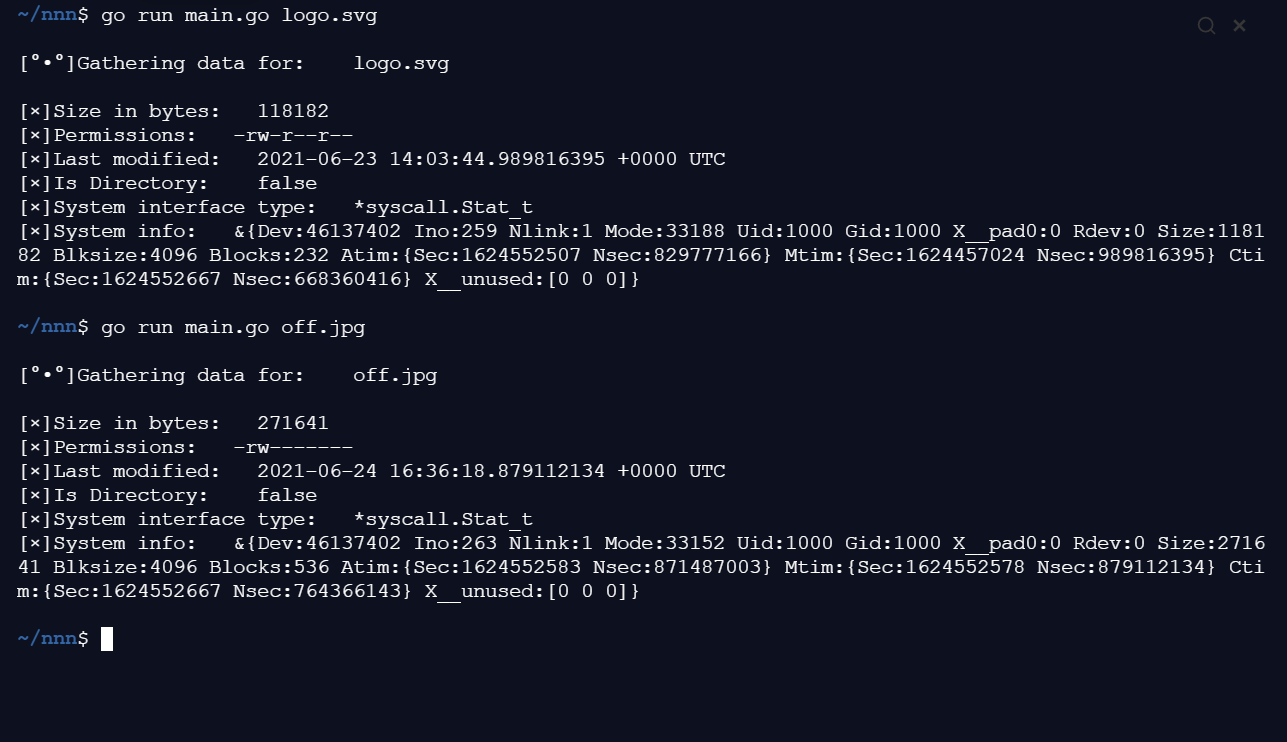 ~/nnn$ go run main.go logo.svg
[°•°]Gathering data for:    logo.svg
[×]Size in bytes:   118182
[×]Permissions:   -rw-r--r--
[×]Last modified:   2021-06-23 14:03:44.989816395 +0000 UTC
[×]Is Directory:    false
[×]System interface type:   *syscall.Stat_t
[×]System info:   &{Dev:46137402 Ino:259 Nlink:1 Mode:33188 Uid:1000 Gid:1000 X__pad0:0 Rdev:0 Size:1181
82 Blksize:4096 Blocks:232 Atim:{Sec:1624552507 Nsec:829777166} Mtim:{Sec:1624457024 Nsec:989816395} Cti
m:{Sec:1624552667 Nsec:668360416} X__unused:[0 0 0]}
~/nnn$ go run main.go off.jpg
[°•°]Gathering data for:    off.jpg
[×]Size in bytes:   271641
[×]Permissions:   -rw-------
[×]Last modified:   2021-06-24 16:36:18.879112134 +0000 UTC
[×]Is Directory:    false
[×]System interface type:   *syscall.Stat_t
[×]System info:   &{Dev:46137402 Ino:263 Nlink:1 Mode:33152 Uid:1000 Gid:1000 X__pad0:0 Rdev:0 Size:2716
41 Blksize:4096 Blocks:536 Atim:{Sec:1624552583 Nsec:871487003} Mtim:{Sec:1624552578 Nsec:879112134} Cti
m:{Sec:1624552667 Nsec:764366143} X__unused:[0 0 0]}
~/nnn$